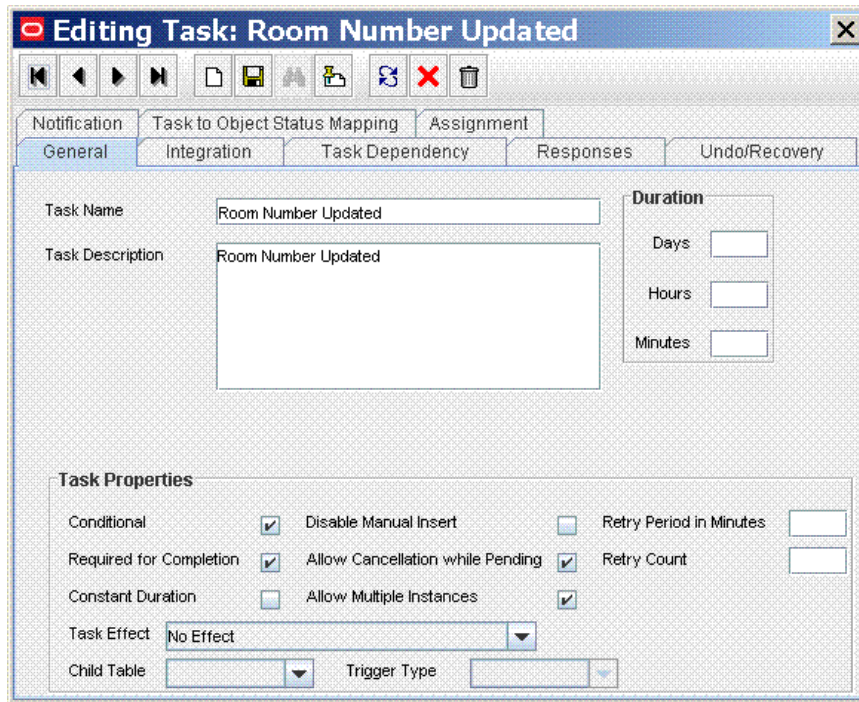 Editing Task: Room Number Updated
Notification Task to Object Status Mapping Assignment
General Integration Task Dependency Responses Undo/Recovery
Task Name Room Number Updated
Task Description Room Number Updated
Duration
Days
Hours
Minutes
Task Properties
Conditional Disable Manual Insert Retry Period in Minutes
Required for Completion Allow Cancellation while Pending Retry Count
Constant Duration Allow Multiple Instances
Task Effect No Effect
Child Table Trigger Type